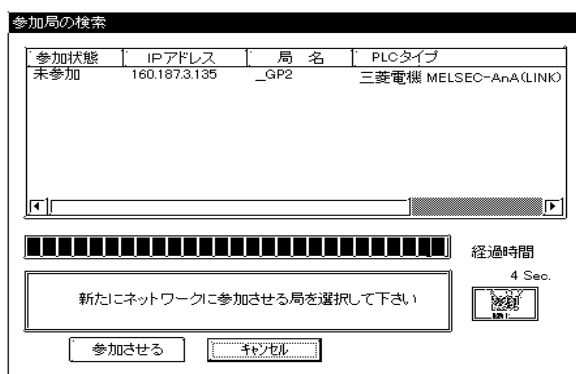 参加局の検索
参加状態 IPアドレス 局 名 PLCタイプ
未参加 160.187.3.135 _GP2 三菱電機 MELSEC-AnA(LINK)
経過時間
4 Sec.
新たにネットワークに参加させる局を選択して下さい
参加させる キャンセル